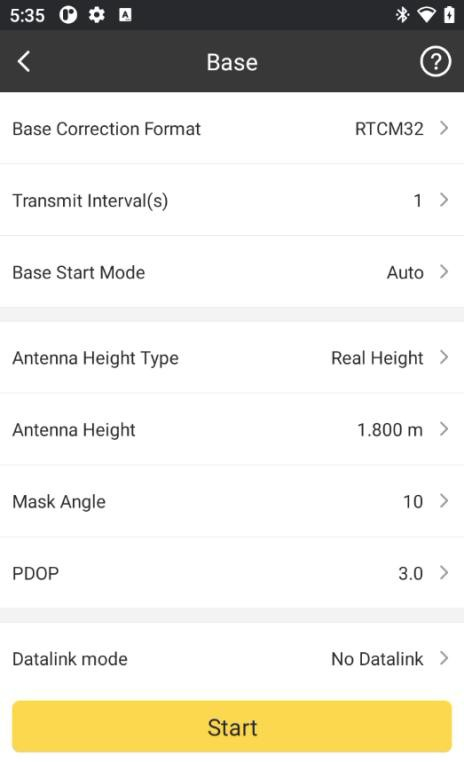 5:35
Base
Base Correction Format RTCM32
Transmit Interval(s) 1
Base Start Mode Auto
Antenna Height Type Real Height
Antenna Height 1.800 m
Mask Angle 10
PDOP 3.0
Datalink mode No Datalink
Start